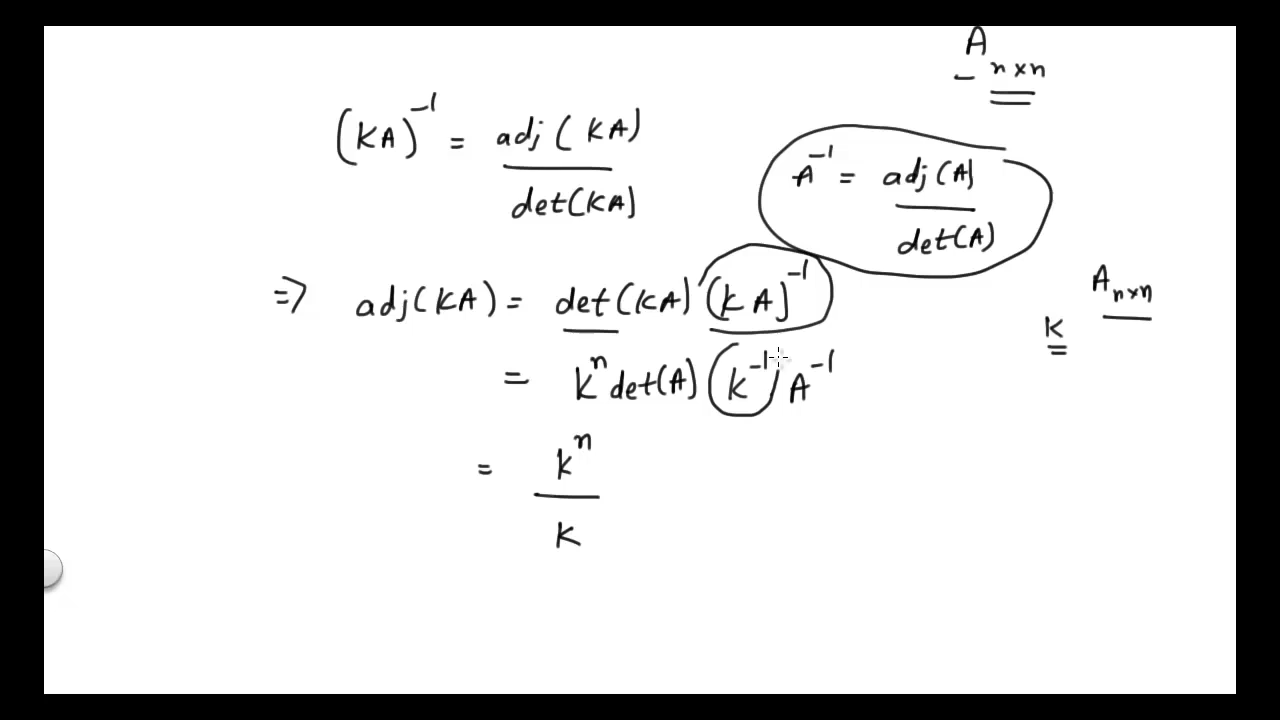 A n×n
(KA)^-1 = adj(KA) / det(KA)
A^-1 = adj(A) / det(A)
=> adj(KA) = det(KA) (KA)^-1
A n×n
K
= K^n det(A) (K^-1) A^-1
= K^n / K